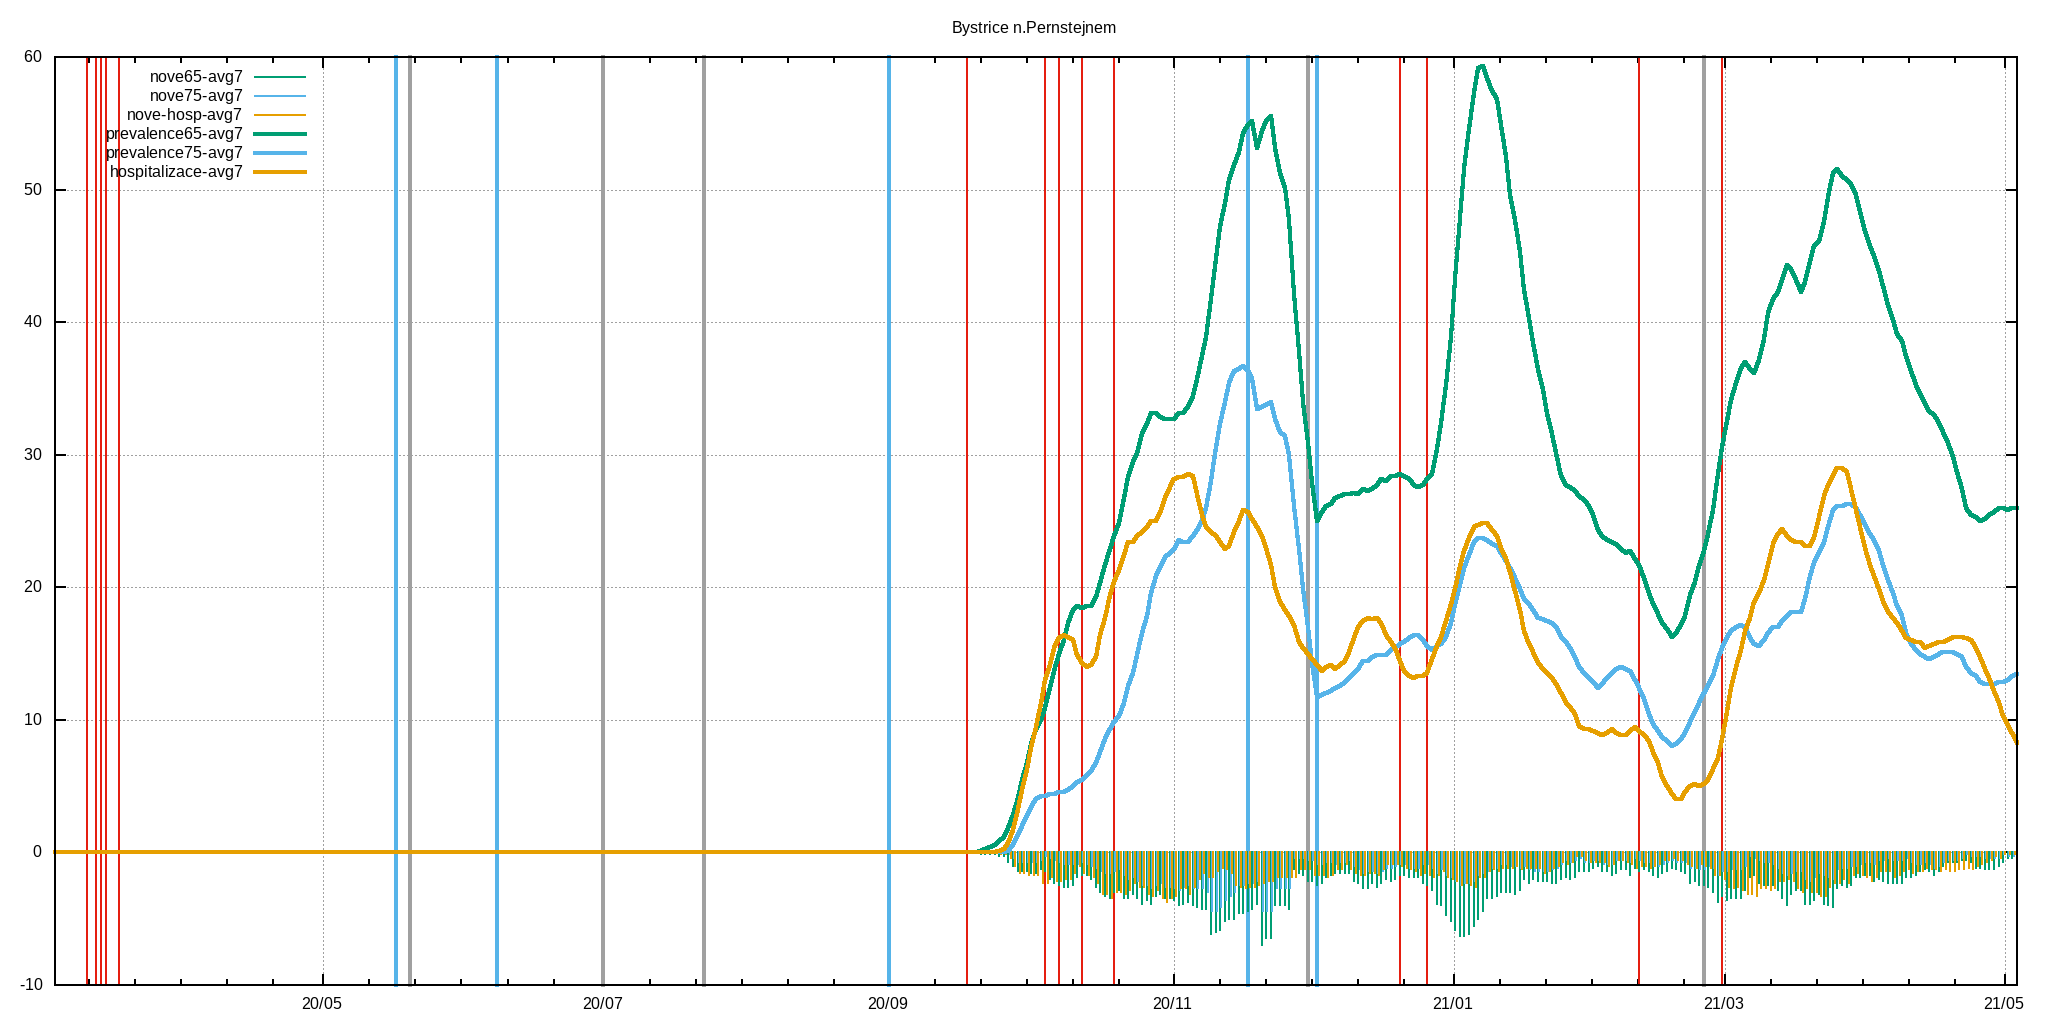 Bystrice n.Pernstejnem
60
50
40
30
20
10
0
-10
nove65-avg7
nove75-avg7
nove-hosp-avg7
prevalence65-avg7
prevalence75-avg7
hospitalizace-avg7
20/05
20/07
20/09
20/11
21/01
21/03
21/05